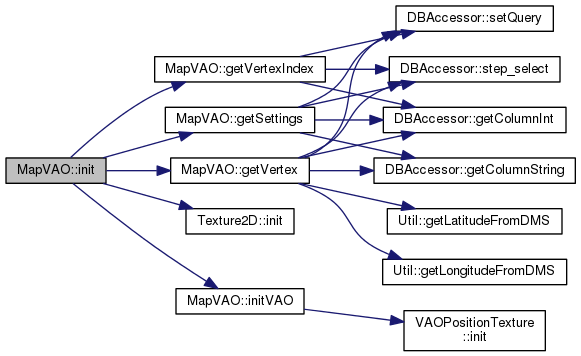 MapVAO::init
MapVAO::getVertexIndex
MapVAO::getSettings
MapVAO::getVertex
Texture2D::init
MapVAO::initVAO
DBAccessor::setQuery
DBAccessor::step_select
DBAccessor::getColumnInt
DBAccessor::getColumnString
Util::getLatitudeFromDMS
Util::getLongitudeFromDMS
VAOPositionTexture
::init